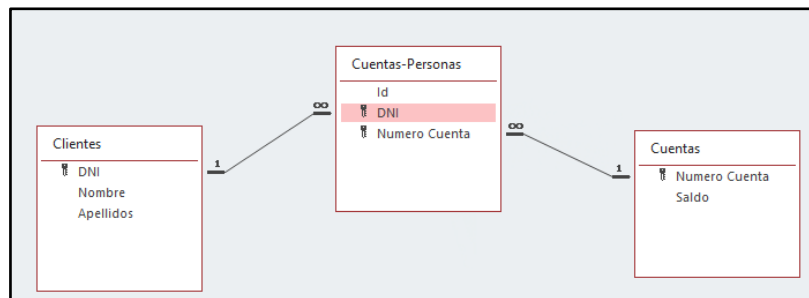 Cuentas-Personas
Id
DNI
Numero Cuenta
∞
∞
Clientes
DNI
Nombre
Apellidos
1
1
Cuentas
Numero Cuenta
Saldo